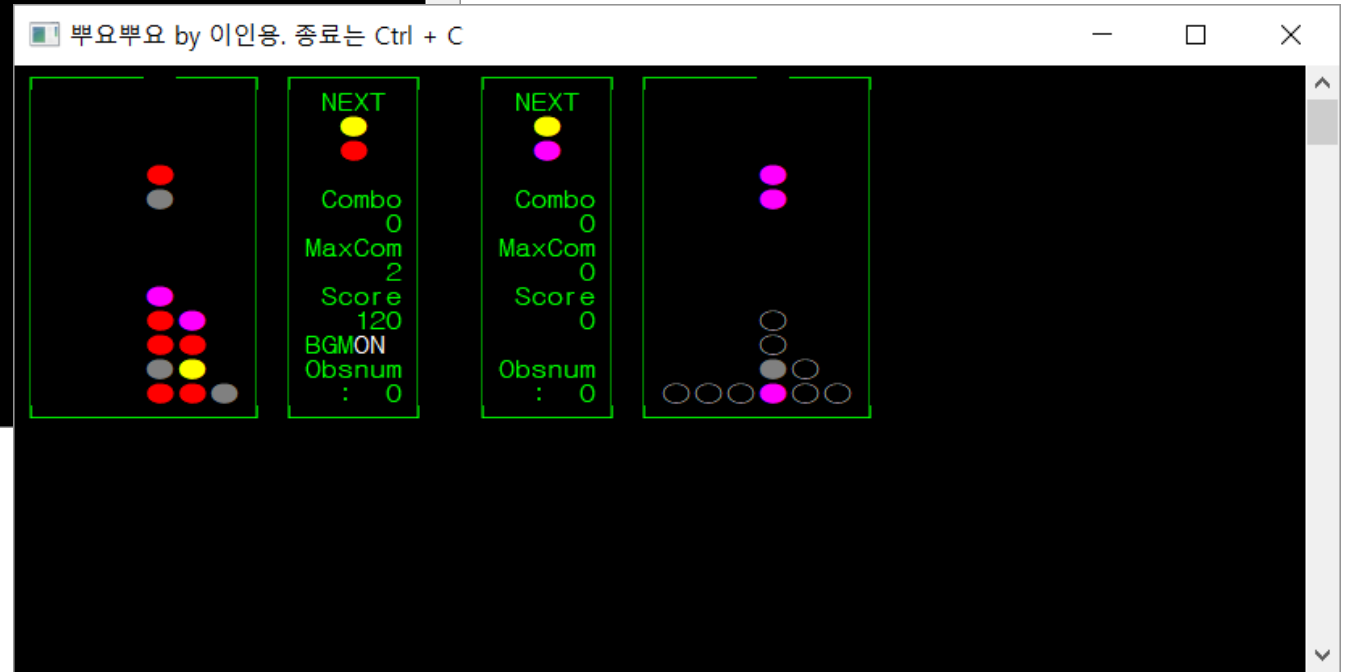 뿌요뿌요 by 이인용. 종료는 Ctrl + C
NEXT
Combo
0
MaxCom
2
Score
120
BGMON
Obsnum
: 0
NEXT
Combo
0
MaxCom
0
Score
0
Obsnum
: 0